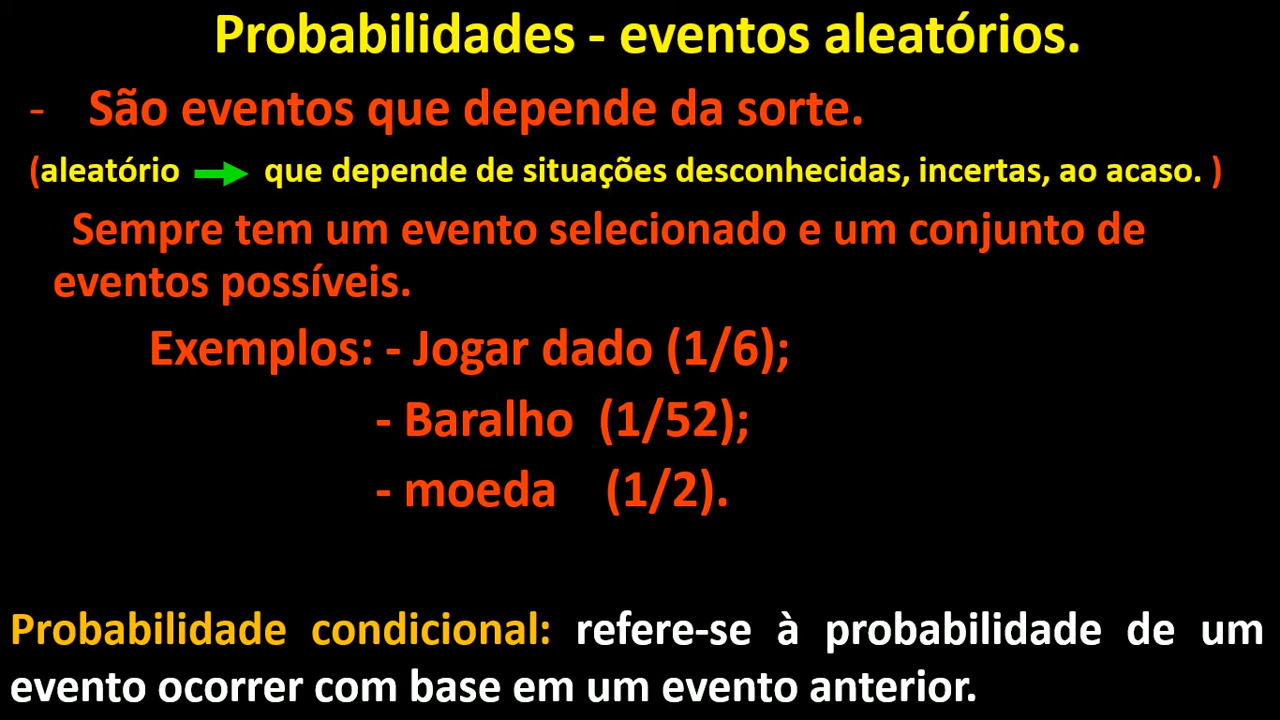 Probabilidades - eventos aleatórios.
- São eventos que depende da sorte.
(aleatório que depende de situações desconhecidas, incertas, ao acaso. )
Sempre tem um evento selecionado e um conjunto de
eventos possíveis.
Exemplos: - Jogar dado (1/6);
- Baralho (1/52);
- moeda (1/2).
Probabilidade condicional: refere-se à probabilidade de um
evento ocorrer com base em um evento anterior.